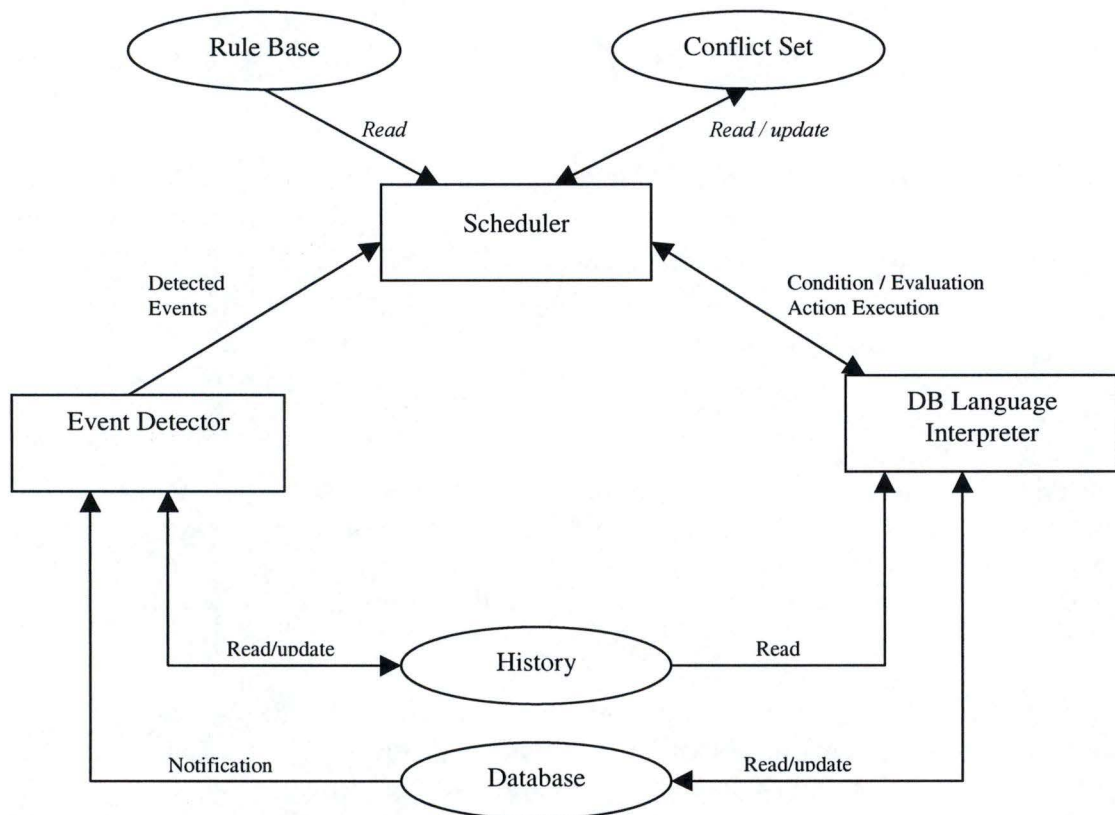 Rule Base
Conflict Set
Read
Read / update
Scheduler
Detected
Events
Condition / Evaluation
Action Execution
Event Detector
DB Language
Interpreter
Read/update
History
Read
Notification
Database
Read/update